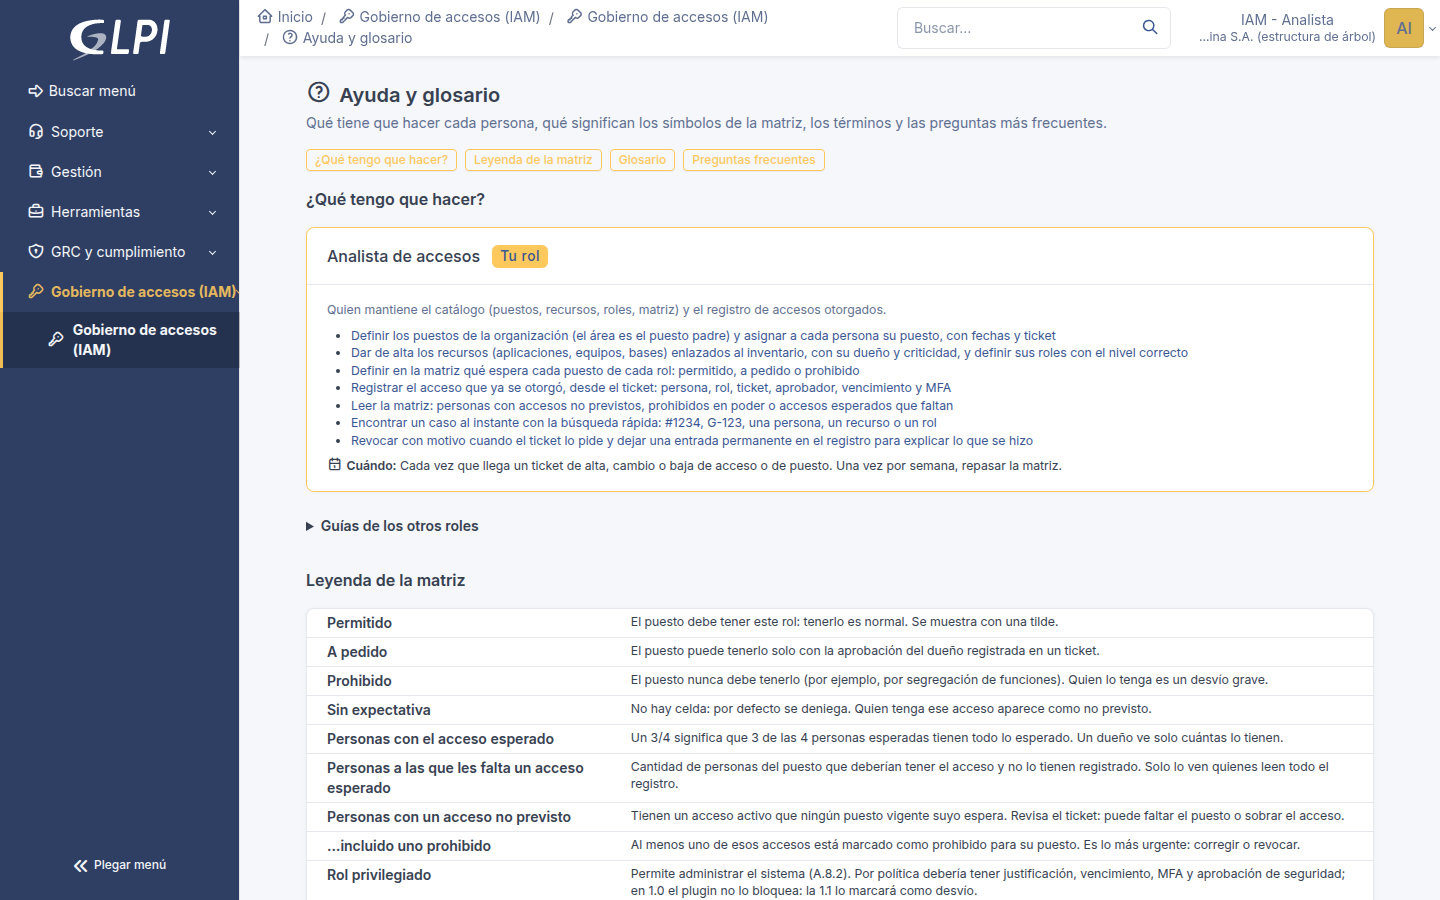 GLPI
Buscar menú
Soporte
Gestión
Herramientas
GRC y cumplimiento
Gobierno de accesos (IAM)
Gobierno de accesos
(IAM)
Plegar menú
Inicio / Gobierno de accesos (IAM) / Gobierno de accesos (IAM)
/ Ayuda y glosario
Buscar...
IAM - Analista
...ina S.A. (estructura de árbol)
AI
Ayuda y glosario
Qué tiene que hacer cada persona, qué significan los símbolos de la matriz, los términos y las preguntas más frecuentes.
¿Qué tengo que hacer? Leyenda de la matriz Glosario Preguntas frecuentes
¿Qué tengo que hacer?
Analista de accesos Tu rol
Quien mantiene el catálogo (puestos, recursos, roles, matriz) y el registro de accesos otorgados.
• Definir los puestos de la organización (el área es el puesto padre) y asignar a cada persona su puesto, con fechas y ticket
• Dar de alta los recursos (aplicaciones, equipos, bases) enlazados al inventario, con su dueño y criticidad, y definir sus roles con el nivel correcto
• Definir en la matriz qué espera cada puesto de cada rol: permitido, a pedido o prohibido
• Registrar el acceso que ya se otorgó, desde el ticket: persona, rol, ticket, aprobador, vencimiento y MFA
• Leer la matriz: personas con accesos no previstos, prohibidos en poder o accesos esperados que faltan
• Encontrar un caso al instante con la búsqueda rápida: #1234, G-123, una persona, un recurso o un rol
• Revocar con motivo cuando el ticket lo pide y dejar una entrada permanente en el registro para explicar lo que se hizo
Cuándo: Cada vez que llega un ticket de alta, cambio o baja de acceso o de puesto. Una vez por semana, repasar la matriz.
Guías de los otros roles
Leyenda de la matriz
Permitido El puesto debe tener este rol: tenerlo es normal. Se muestra con una tilde.
A pedido El puesto puede tenerlo solo con la aprobación del dueño registrada en un ticket.
Prohibido El puesto nunca debe tenerlo (por ejemplo, por segregación de funciones). Quien lo tenga es un desvío grave.
Sin expectativa No hay celda: por defecto se deniega. Quien tenga ese acceso aparece como no previsto.
Personas con el acceso esperado Un 3/4 significa que 3 de las 4 personas esperadas tienen todo lo esperado. Un dueño ve solo cuántas lo tienen.
Personas a las que les falta un acceso esperado Cantidad de personas del puesto que deberían tener el acceso y no lo tienen registrado. Solo lo ven quienes leen todo el registro.
Personas con un acceso no previsto Tienen un acceso activo que ningún puesto vigente suyo espera. Revisa el ticket: puede faltar el puesto o sobrar el acceso.
...incluido uno prohibido Al menos uno de esos accesos está marcado como prohibido para su puesto. Es lo más urgente: corregir o revocar.
Rol privilegiado Permite administrar el sistema (A.8.2). Por política debería tener justificación, vencimiento, MFA y aprobación de seguridad;
en 1.0 el plugin no lo bloquea: la 1.1 lo marcará como desvío.